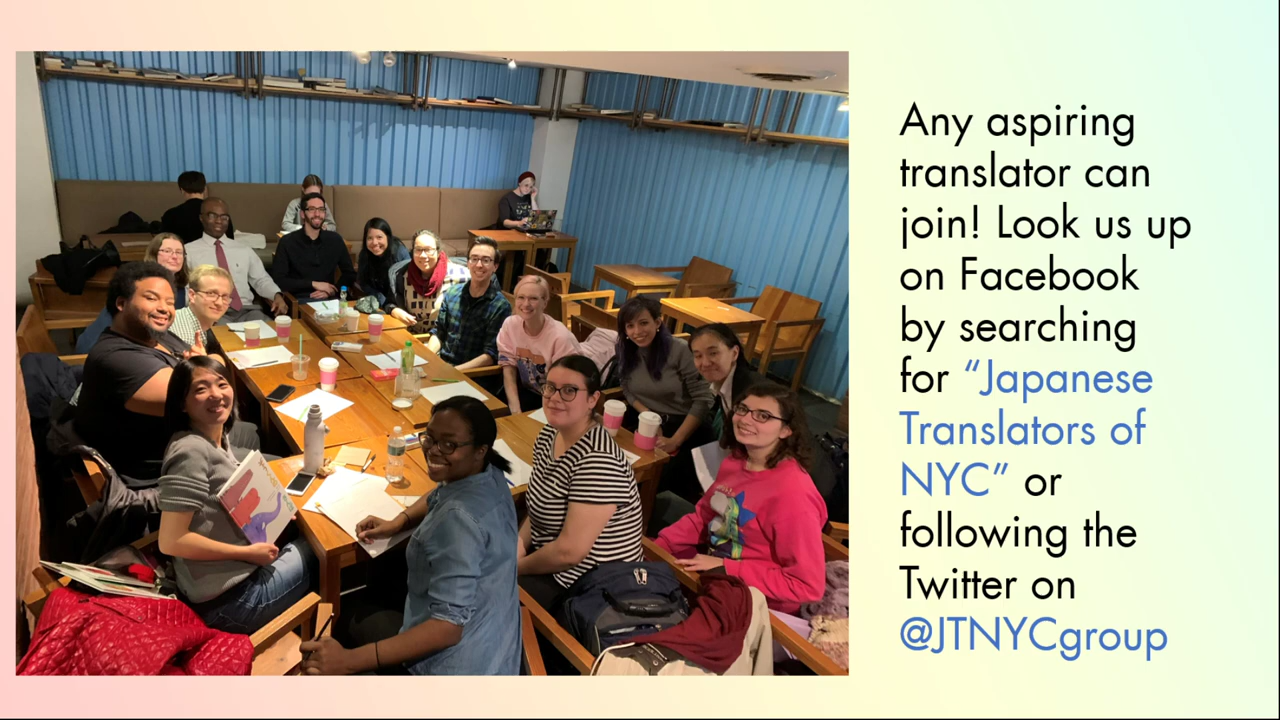 Any aspiring
translator can
join! Look us up
on Facebook
by searching
for “Japanese
Translators of
NYC” or
following the
Twitter on
@JTNYCgroup